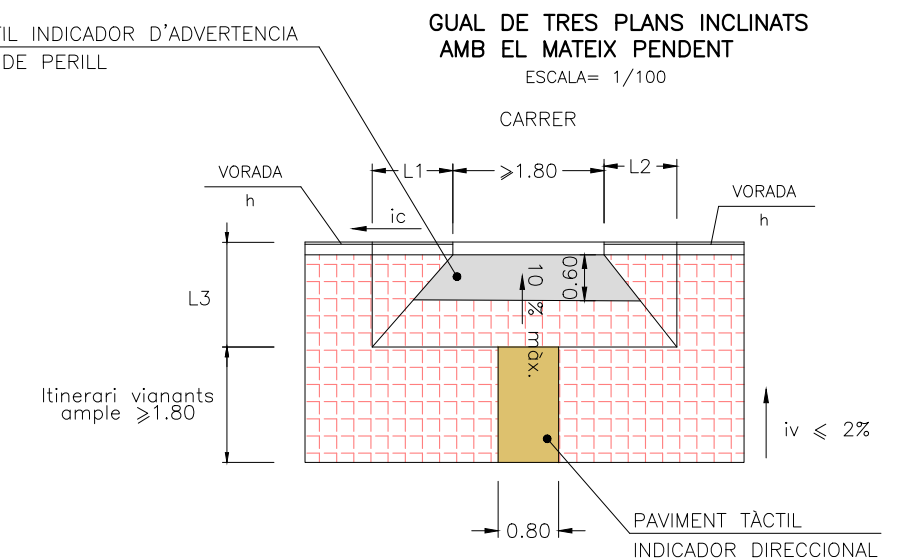 GUAL DE TRES PLANS INCLINATS
AMB EL MATEIX PENDENT
ESCALA= 1/100
INDICADOR D'ADVERTENCIA
DE PERILL
CARRER
L1
≥1.80
L2
VORADA
h
VORADA
h
ic
0.60
10 % màx.
L3
Itinerari vianants
ample ≥1.80
iv ≤ 2%
0.80
PAVIMENT TÀCTIL
INDICADOR DIRECCIONAL